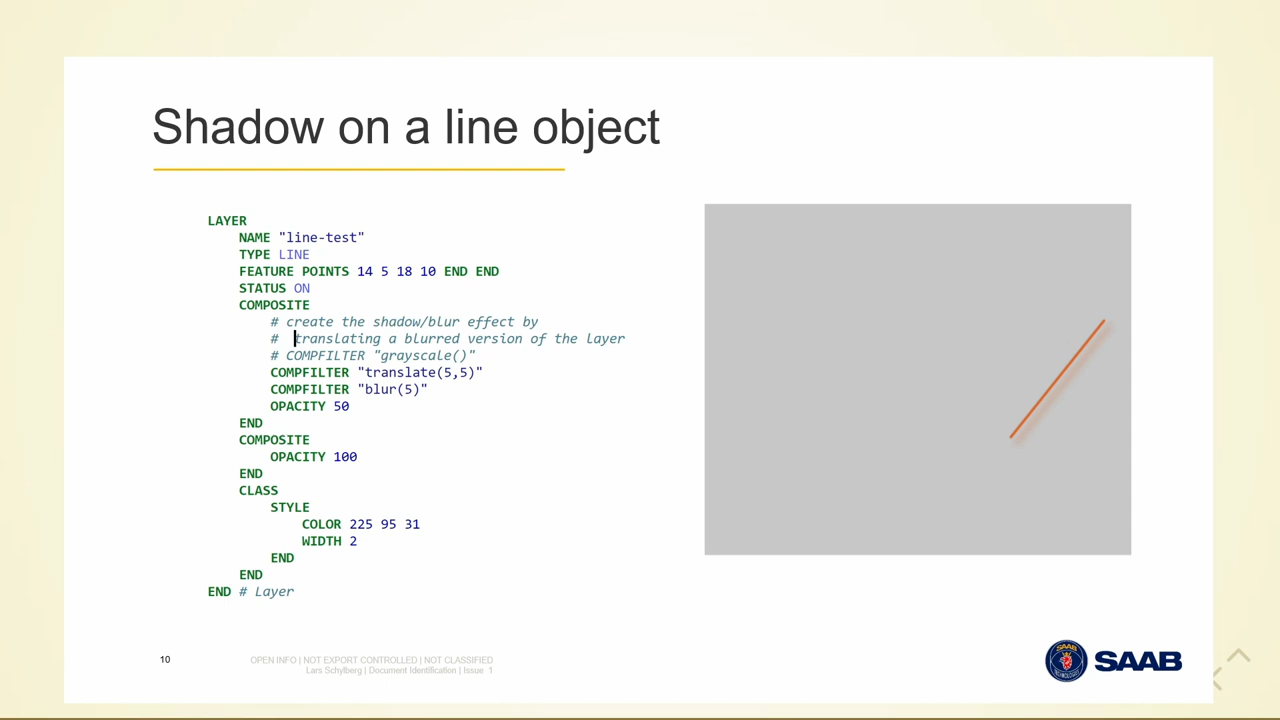 Shadow on a line object
LAYER
NAME "line-test"
TYPE LINE
FEATURE POINTS 14 5 18 10 END END
STATUS ON
COMPOSITE
# create the shadow/blur effect by
# translating a blurred version of the layer
# COMPFILTER "grayscale()"
COMPFILTER "translate(5,5)"
COMPFILTER "blur(5)"
OPACITY 50
END
COMPOSITE
OPACITY 100
END
CLASS
STYLE
COLOR 225 95 31
WIDTH 2
END
END
END # Layer
10
OPEN INFO | NOT EXPORT CONTROLLED | NOT CLASSIFIED
Lars Schylberg | Document Identification | Issue 1
SAAB
SAAB